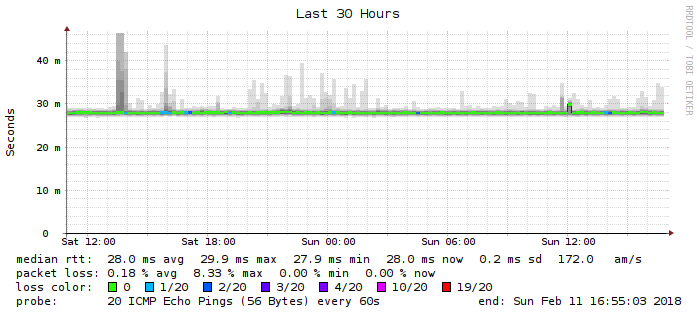 Last 30 Hours
RRDTOOL / TOBI OETIKER
Seconds
40 m
30 m
20 m
10 m
0
Sat 12:00 Sat 18:00 Sun 00:00 Sun 06:00 Sun 12:00
median rtt: 28.0 ms avg 29.9 ms max 27.9 ms min 28.0 ms now 0.2 ms sd 172.0 am/s
packet loss: 0.18 % avg 8.33 % max 0.00 % min 0.00 % now
loss color: 0 1/20 2/20 3/20 4/20 10/20 19/20
probe: 20 ICMP Echo Pings (56 Bytes) every 60s end: Sun Feb 11 16:55:03 2018